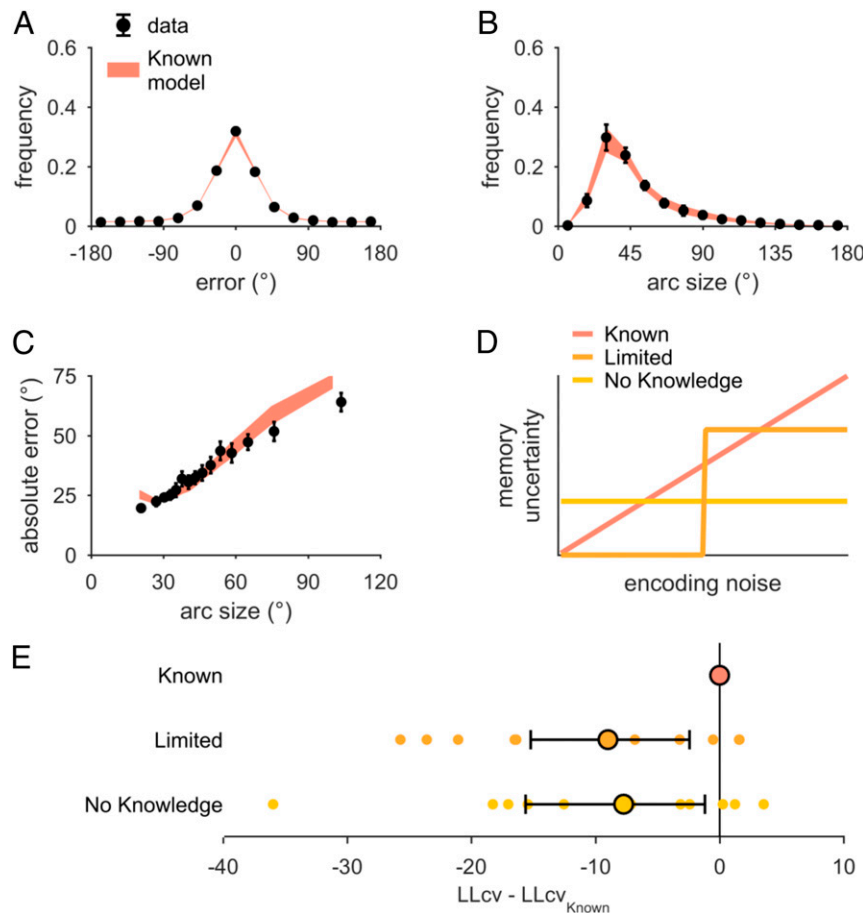 A
data
Known
model
frequency
0.6
0.4
0.2
0
-180
-90
0
90
180
error (°)
B
frequency
0.6
0.4
0.2
0
0
45
90
135
180
arc size (°)
C
absolute error (°)
75
50
25
0
0
30
60
90
120
arc size (°)
D
Known
Limited
No Knowledge
memory
uncertainty
encoding noise
E
Known
Limited
No Knowledge
-40
-30
-20
-10
0
10
LLcv - LLcv Known